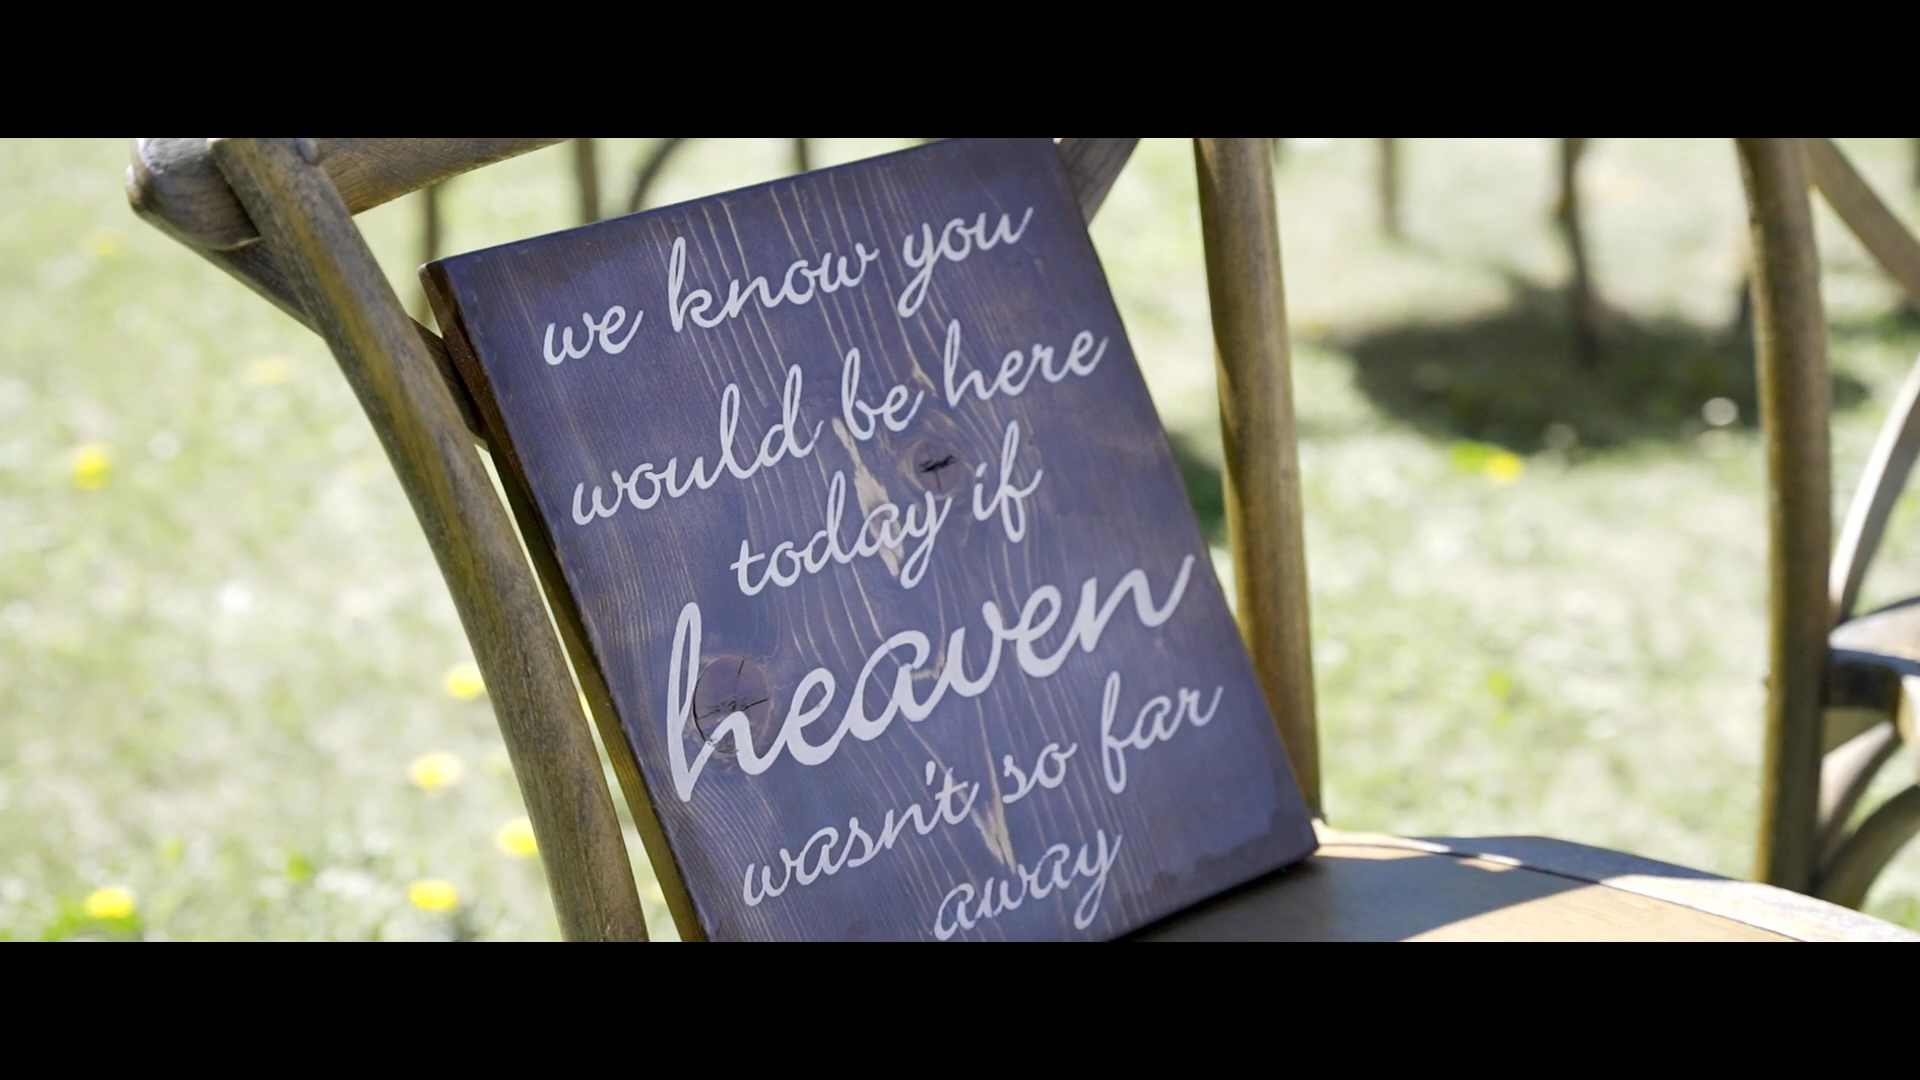 we know you
would be here
today if
heaven
wasn't so far
away